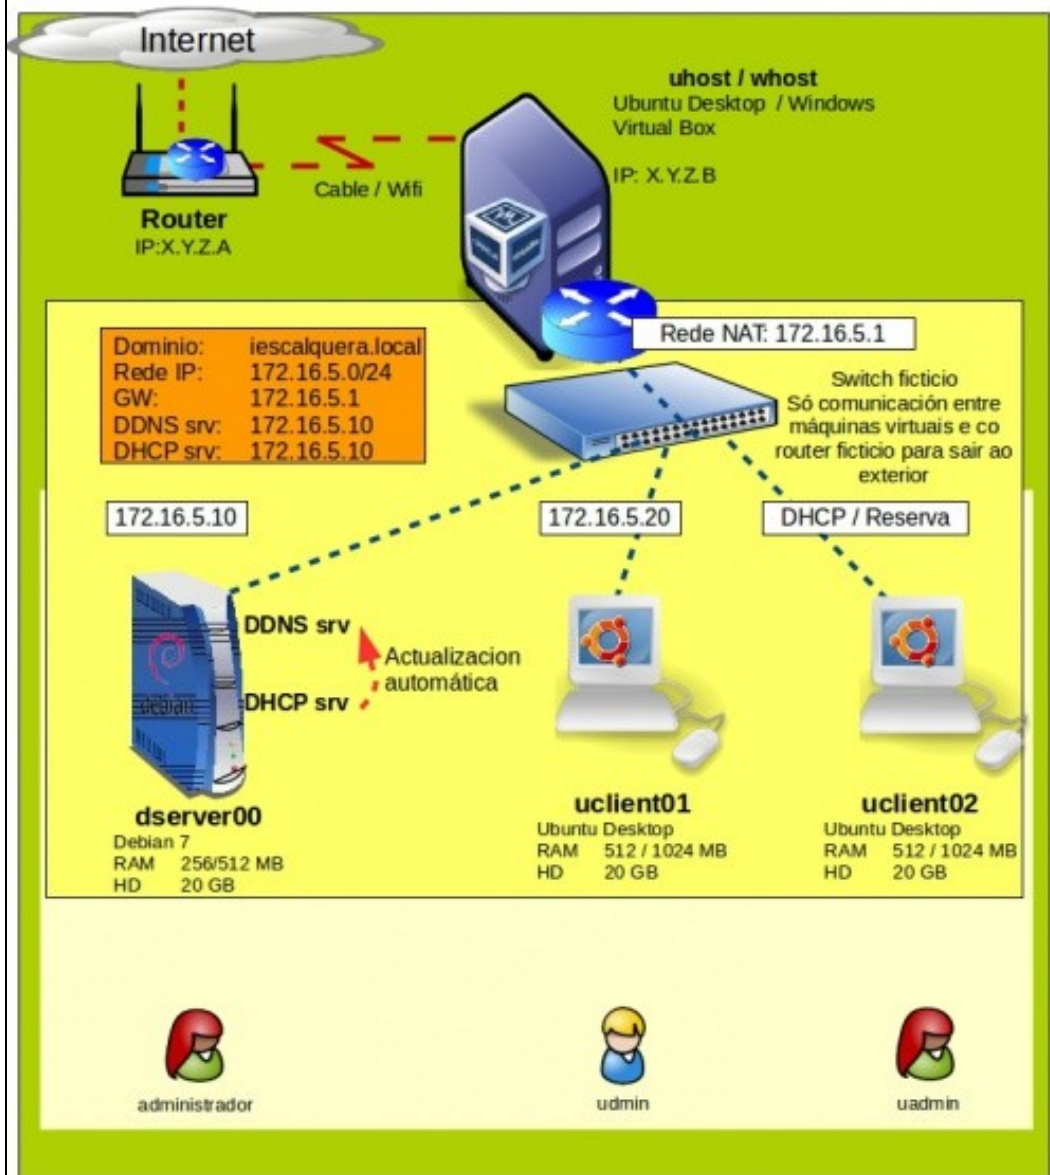 Internet
uhost / whost
Ubuntu Desktop / Windows
Virtual Box
IP: X.Y.Z.B
Cable / Wifi
Router
IP:X.Y.Z.A
Rede NAT: 172.16.5.1
Dominio: iescalquera.local
Rede IP: 172.16.5.0/24
GW: 172.16.5.1
DDNS srv: 172.16.5.10
DHCP srv: 172.16.5.10
Switch ficticio
Só comunicación entre
máquinas virtuais e co
router ficticio para sair ao
exterior
172.16.5.10
172.16.5.20
DHCP / Reserva
DDNS srv
Actualizacion
automática
DHCP srv
debian
dserver00
Debian 7
RAM 256/512 MB
HD 20 GB
uclient01
Ubuntu Desktop
RAM 512 / 1024 MB
HD 20 GB
uclient02
Ubuntu Desktop
RAM 512 / 1024 MB
HD 20 GB
administrador
udmin
uadmin